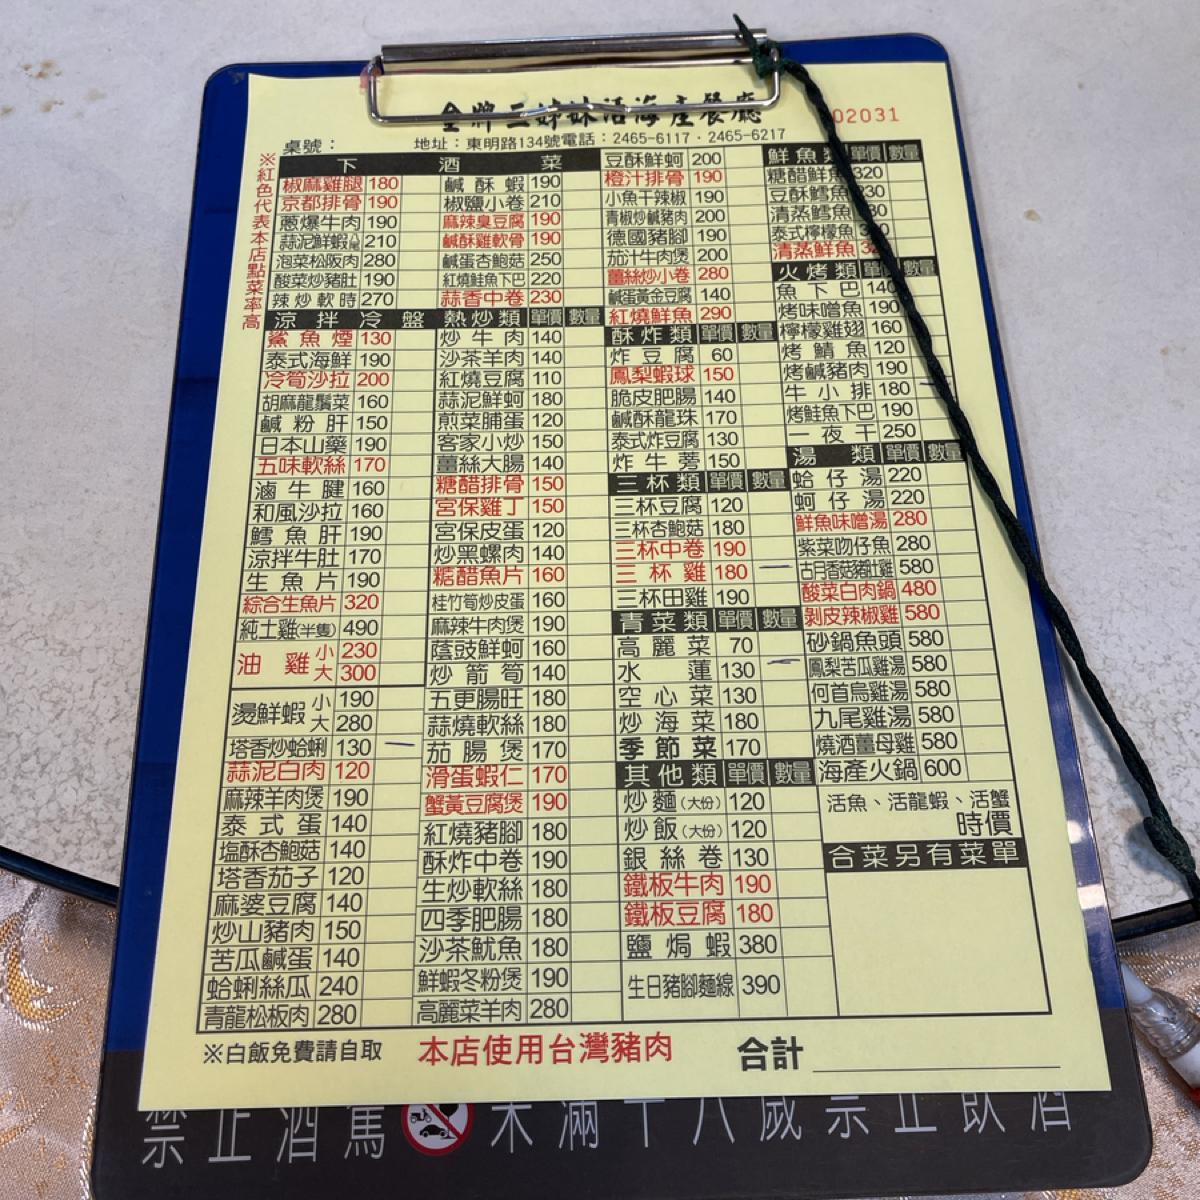 金牌三姊妹活海產餐廳
02031
桌號：
地址：東明路134號電話：2465-6117・2465-6217
※紅色代表本店點菜率高
下酒菜
椒麻雞腿 180
京都排骨 190
蔥爆牛肉 190
蒜泥鮮蝦 210
泡菜松阪肉 280
酸菜炒豬肚 190
辣炒軟時 270
涼拌冷盤
鯊魚煙 130
泰式海鮮 190
冷筍沙拉 200
胡麻龍鬚菜 160
鹹粉肝 150
日本山藥 190
五味軟絲 170
滷牛腱 160
和風沙拉 160
鱈魚肝 190
涼拌牛肚 170
生魚片 190
綜合生魚片 320
純土雞(半隻) 490
油雞 小 230
大 300
燙鮮蝦 小 190
大 280
塔香炒蛤蜊 130
蒜泥白肉 120
麻辣羊肉煲 190
泰式蛋 140
塩酥杏鮑菇 140
塔香茄子 120
麻婆豆腐 140
炒山豬肉 150
苦瓜鹹蛋 140
蛤蜊絲瓜 240
青龍松板肉 280
鹹酥蝦 190
椒鹽小卷 210
麻辣臭豆腐 190
鹹酥雞軟骨 190
鹹蛋杏鮑菇 250
紅燒鮭魚下巴 220
蒜香中卷 230
熱炒類 單價 數量
炒牛肉 140
沙茶羊肉 140
紅燒豆腐 110
蒜泥鮮蚵 180
煎菜脯蛋 120
客家小炒 150
薑絲大腸 140
糖醋排骨 150
宮保雞丁 150
宮保皮蛋 120
炒黑螺肉 140
糖醋魚片 160
桂竹筍炒皮蛋 160
麻辣牛肉煲 190
蔭豉鮮蚵 160
炒箭筍 140
五更腸旺 180
蒜燒軟絲 180
茄腸煲 170
滑蛋蝦仁 170
蟹黃豆腐煲 190
紅燒豬腳 180
酥炸中卷 190
生炒軟絲 180
四季肥腸 180
沙茶魷魚 180
鮮蝦冬粉煲 190
高麗菜羊肉 280
豆酥鮮蚵 200
橙汁排骨 190
小魚干辣椒 190
青椒炒鹹豬肉 200
德國豬腳 190
茄汁牛肉煲 200
薑絲炒小卷 280
鹹蛋黃金豆腐 140
紅燒鮮魚 290
酥炸類 單價 數量
炸豆腐 60
鳳梨蝦球 150
脆皮肥腸 140
鹹酥龍珠 170
泰式炸豆腐 130
炸牛蒡 150
三杯類 單價 數量
三杯豆腐 120
三杯杏鮑菇 180
三杯中卷 190
三杯雞 180
三杯田雞 190
青菜類 單價 數量
高麗菜 70
水蓮 130
空心菜 130
炒海菜 180
季節菜 170
其他類 單價 數量
炒麵(大份) 120
炒飯(大份) 120
銀絲卷 130
鐵板牛肉 190
鐵板豆腐 180
鹽焗蝦 380
生日豬腳麵線 390
鮮魚類 單價 數量
糖醋鮮魚 320
豆酥鱈魚
清蒸鱈魚
泰式檸檬魚
清蒸鮮魚
火烤類 單價 數量
魚下巴 140
烤味噌魚 190
檸檬雞翅 160
烤鯖魚 120
烤鹹豬肉 190
牛小排 180
烤鮭魚下巴 190
一夜干 250
湯類 單價 數量
蛤仔湯 220
蚵仔湯 220
鮮魚味噌湯 280
紫菜吻仔魚 280
古月香菇豬肚雞 580
酸菜白肉鍋 480
剝皮辣椒雞 580
砂鍋魚頭 580
鳳梨苦瓜雞湯 580
何首烏雞湯 580
九尾雞湯 580
燒酒薑母雞 580
海產火鍋 600
活魚、活龍蝦、活蟹
時價
合菜另有菜單
※白飯免費請自取
本店使用台灣豬肉
合計
禁止酒駕 未滿十八歲禁止飲酒